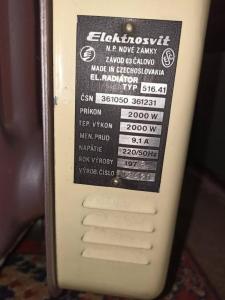 Elektrosvit
N.P. NOVÉ ZÁMKY
ZÁVOD 03 ČALOVO
MADE IN CZECHOSLOVAKIA
EL. RADIÁTOR
TYP 516.41
ČSN 361050 361231
PRÍKON 2000 W
TEP. VÝKON 2000 W
MEN. PRÚD 9,1 A
NAPÄTIE 220/50Hz
ROK VÝROBY
VÝROB. ČÍSLO